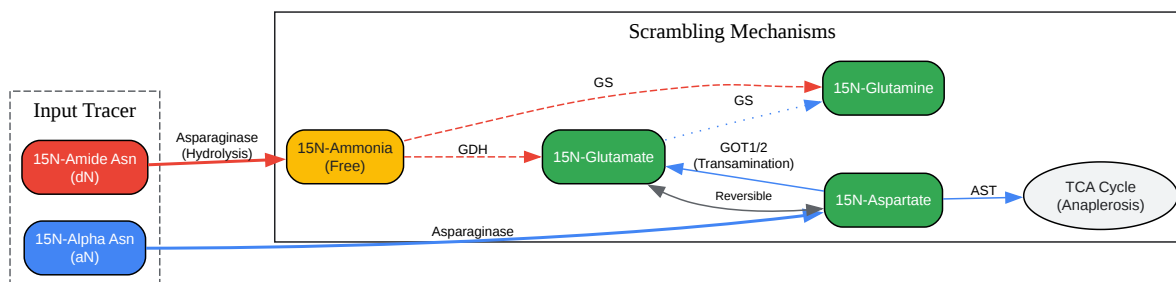 Scrambling Mechanisms
Input Tracer
15N-Amide Asn
(dN)
15N-Alpha Asn
(aN)
Asparaginase
(Hydrolysis)
15N-Ammonia
(Free)
GS
GDH
15N-Glutamate
GS
15N-Glutamine
GOT1/2
(Transamination)
Reversible
15N-Aspartate
AST
TCA Cycle
(Anaplerosis)
Asparaginase